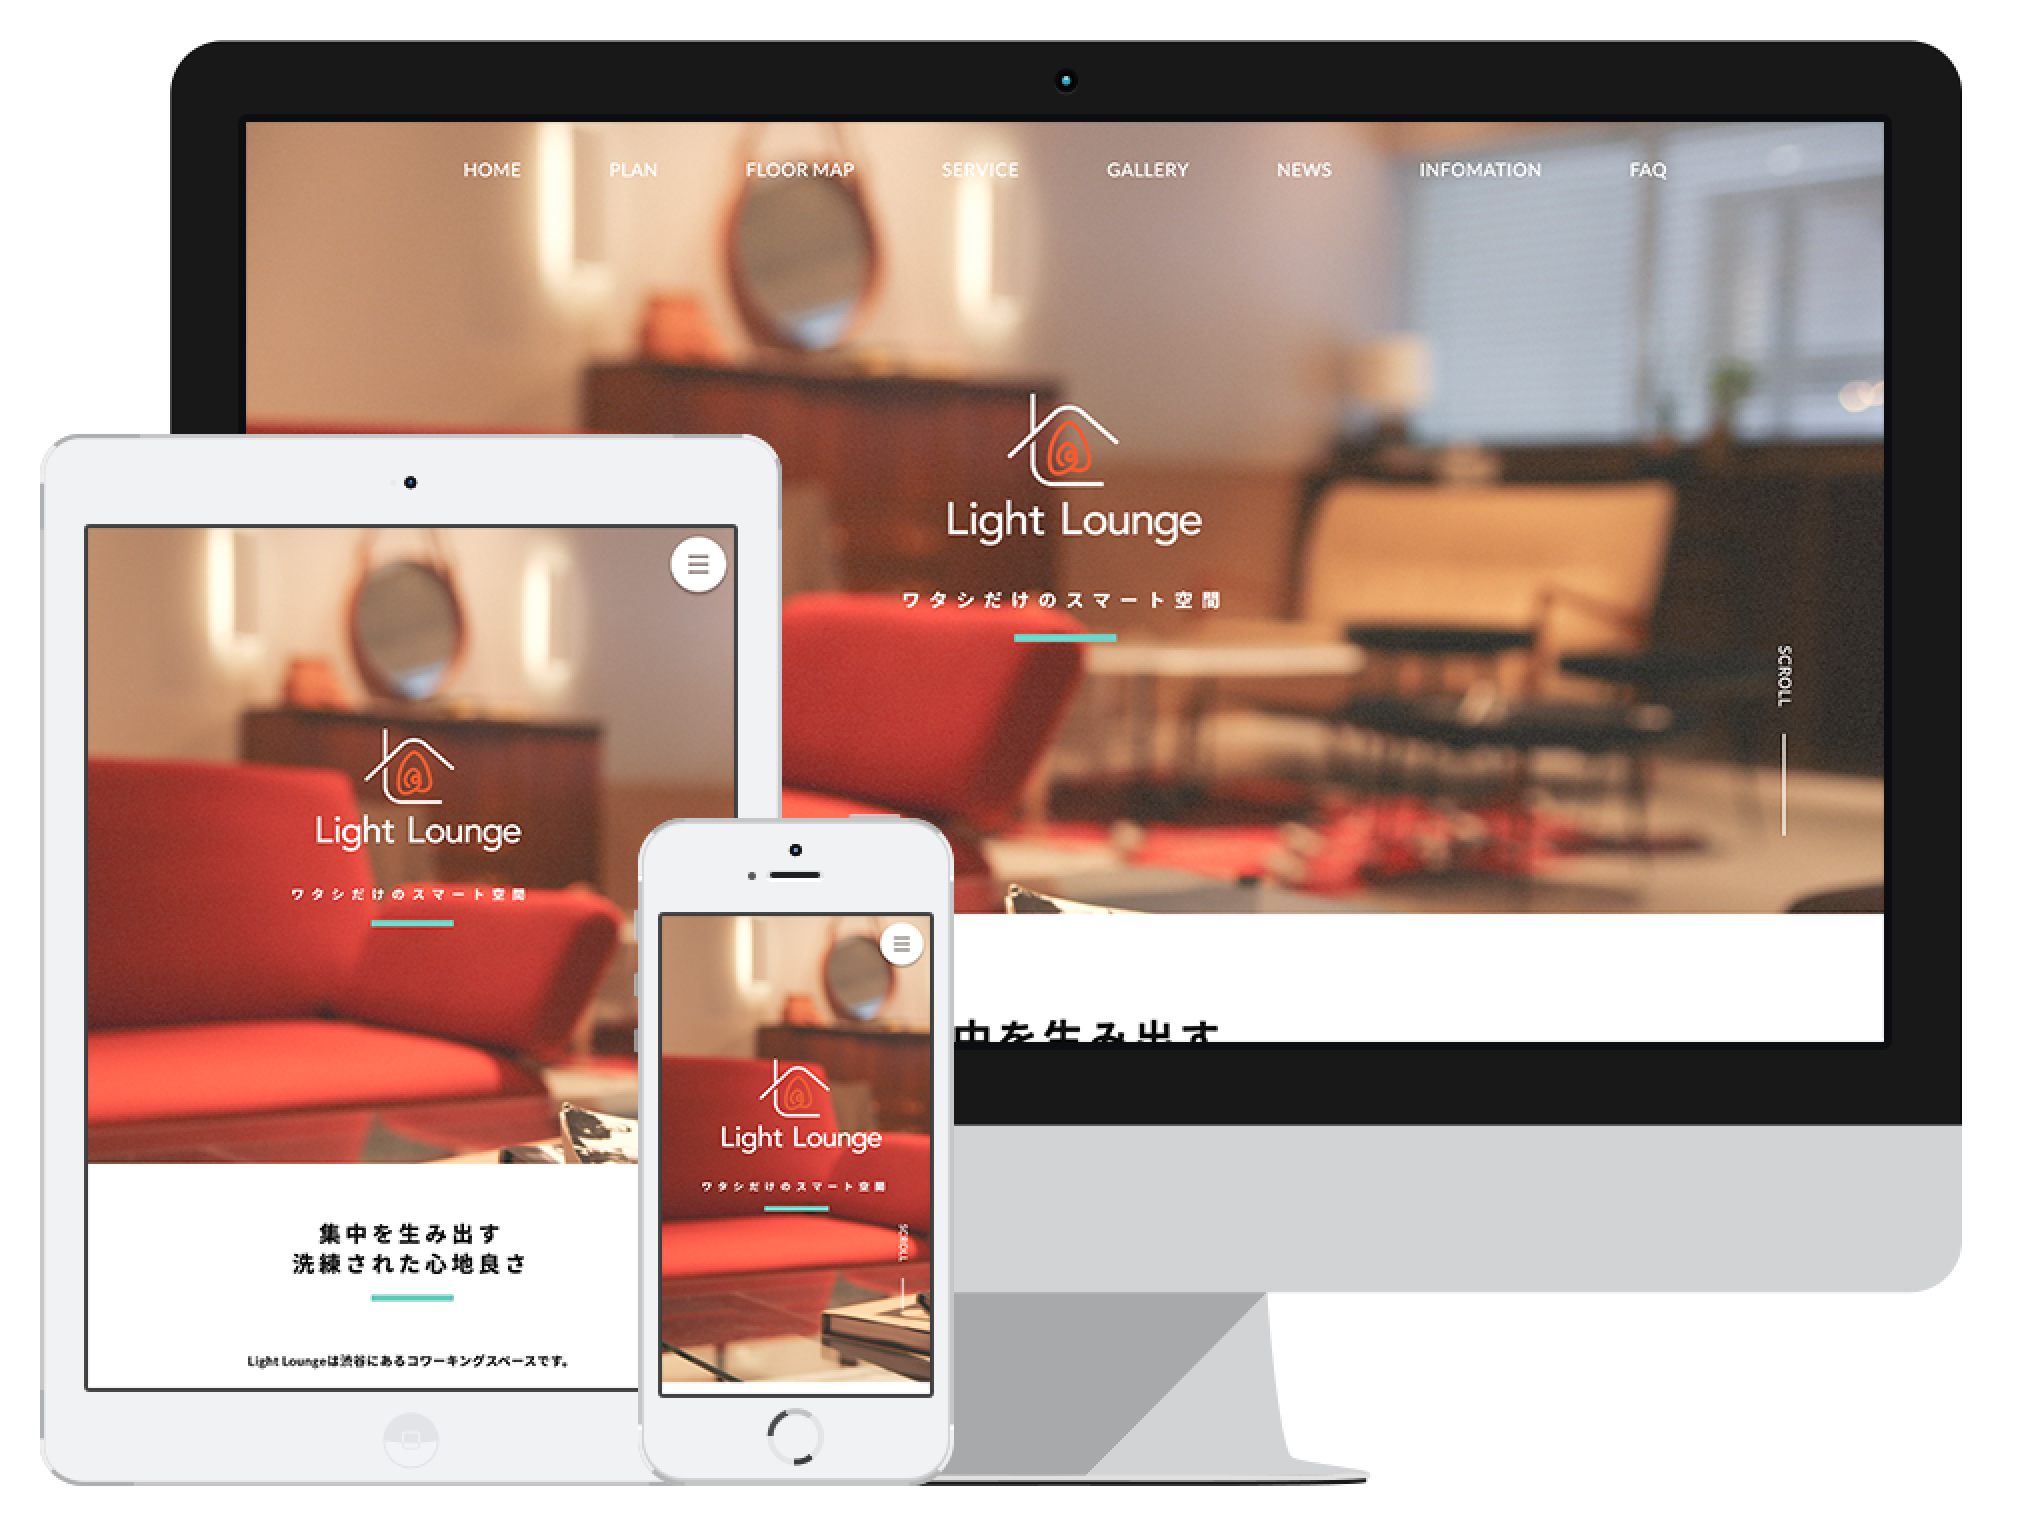 HOME PLAN FLOOR MAP SERVICE GALLERY NEWS INFOMATION FAQ
Light Lounge
ワタシだけのスマート空間
SCROLL
中を生み出す
Light Lounge
ワタシだけのスマート空間
集中を生み出す
洗練された心地良さ
Light Loungeは渋谷にあるコワーキングスペースです。
Light Lounge
ワタシだけのスマート空間
SCROLL